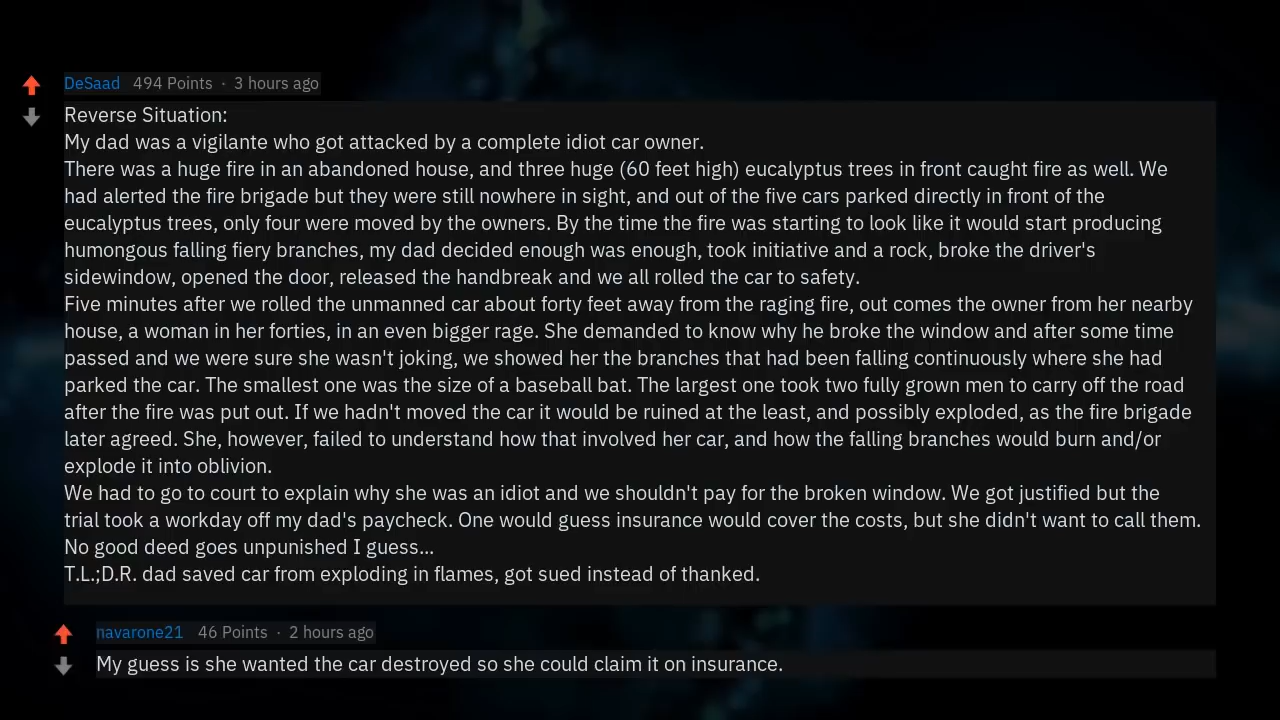 DeSaad 494 Points · 3 hours ago
Reverse Situation:
My dad was a vigilante who got attacked by a complete idiot car owner.
There was a huge fire in an abandoned house, and three huge (60 feet high) eucalyptus trees in front caught fire as well. We
had alerted the fire brigade but they were still nowhere in sight, and out of the five cars parked directly in front of the
eucalyptus trees, only four were moved by the owners. By the time the fire was starting to look like it would start producing
humongous falling fiery branches, my dad decided enough was enough, took initiative and a rock, broke the driver's
sidewindow, opened the door, released the handbreak and we all rolled the car to safety.
Five minutes after we rolled the unmanned car about forty feet away from the raging fire, out comes the owner from her nearby
house, a woman in her forties, in an even bigger rage. She demanded to know why he broke the window and after some time
passed and we were sure she wasn't joking, we showed her the branches that had been falling continuously where she had
parked the car. The smallest one was the size of a baseball bat. The largest one took two fully grown men to carry off the road
after the fire was put out. If we hadn't moved the car it would be ruined at the least, and possibly exploded, as the fire brigade
later agreed. She, however, failed to understand how that involved her car, and how the falling branches would burn and/or
explode it into oblivion.
We had to go to court to explain why she was an idiot and we shouldn't pay for the broken window. We got justified but the
trial took a workday off my dad's paycheck. One would guess insurance would cover the costs, but she didn't want to call them.
No good deed goes unpunished I guess...
T.L.;D.R. dad saved car from exploding in flames, got sued instead of thanked.
navarone21 46 Points · 2 hours ago
My guess is she wanted the car destroyed so she could claim it on insurance.